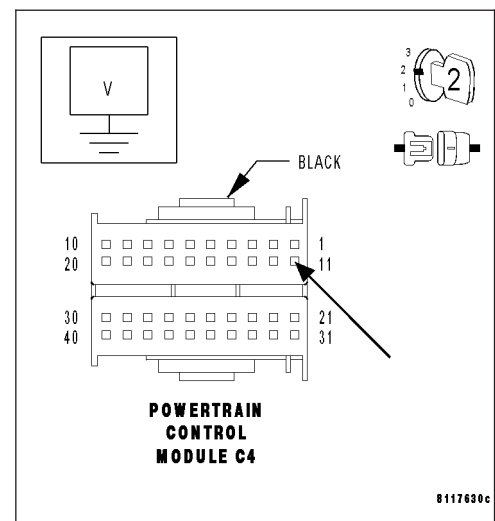 V
3
2
1
0
2
BLACK
10 1
20 11
30 21
40 31
POWERTRAIN
CONTROL
MODULE C4
8117630c